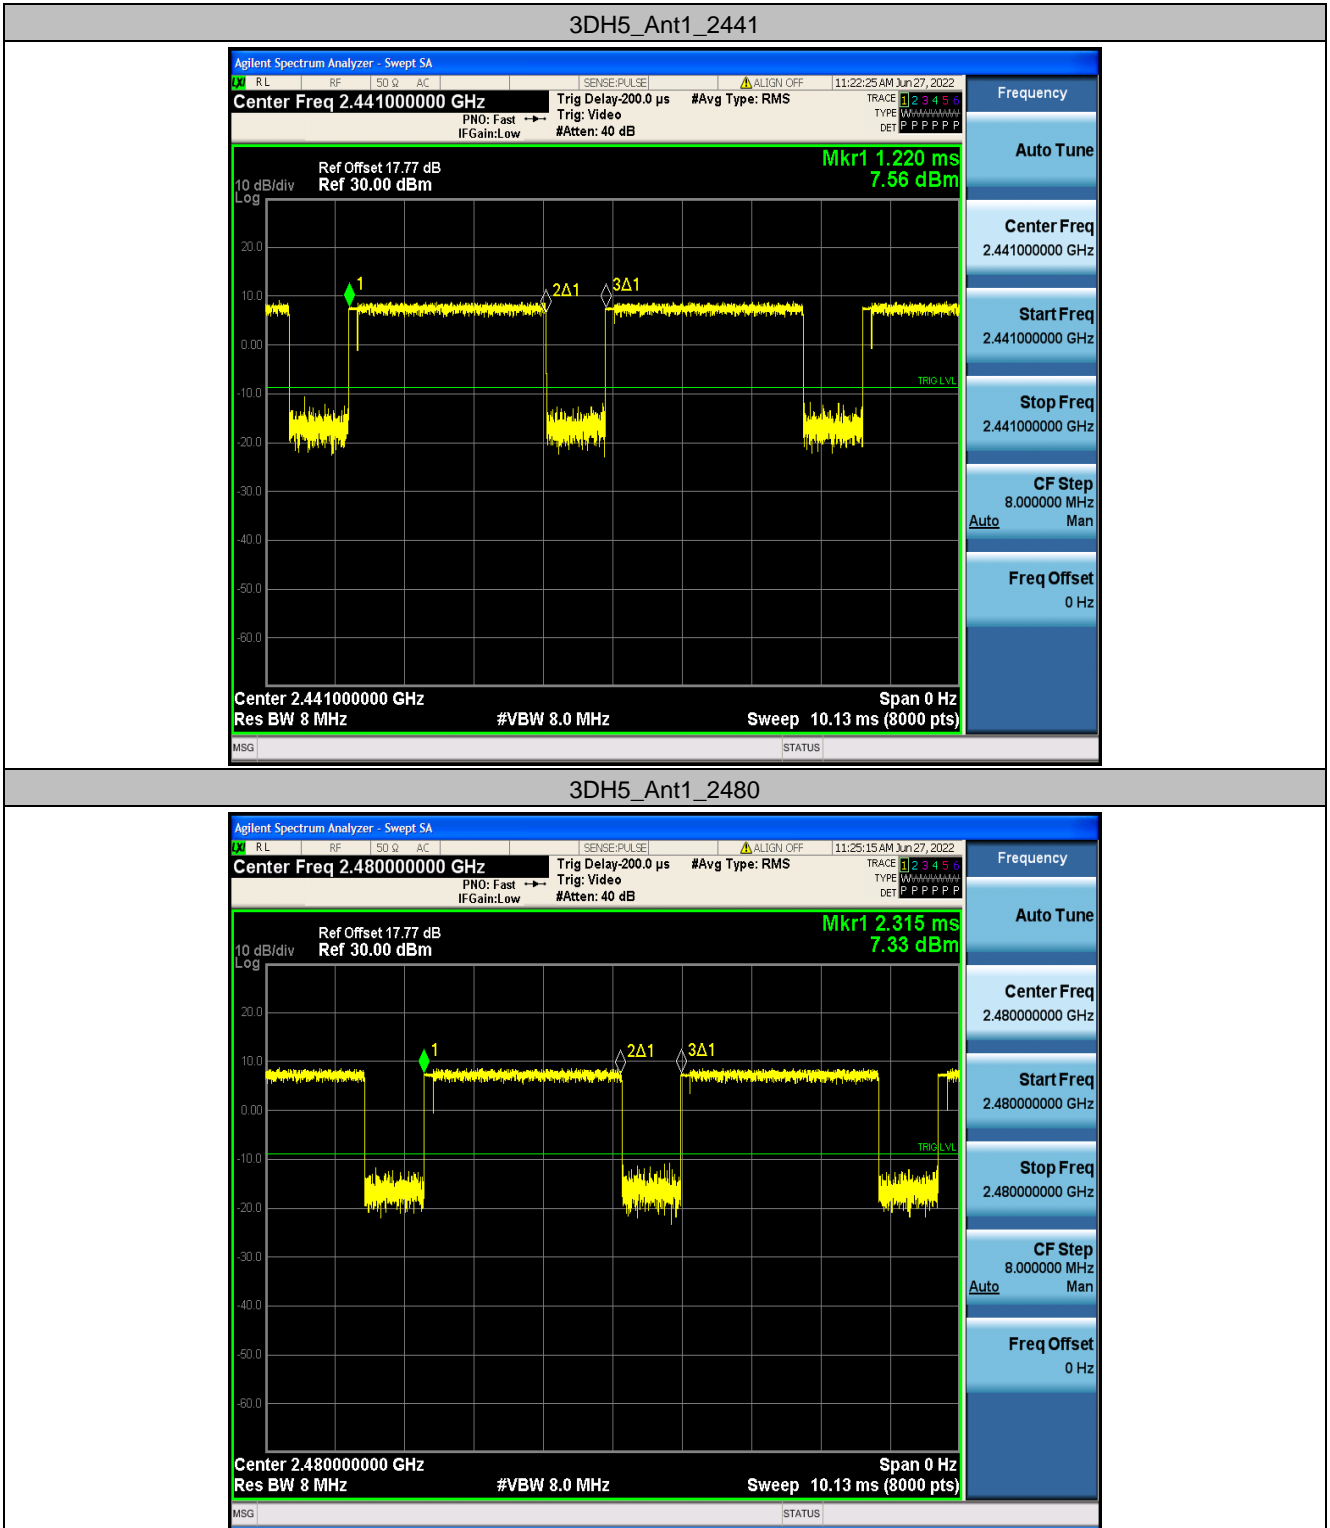 3DH5_Ant1_2441
Agilent Spectrum Analyzer - Swept SA
LXI RL RF 50 Ω AC SENSE:PULSE ALIGN OFF 11:22:25 AM Jun 27, 2022
Center Freq 2.441000000 GHz
PNO: Fast
IFGain:Low
Trig Delay-200.0 µs
Trig: Video
#Atten: 40 dB
#Avg Type: RMS
TRACE 1 2 3 4 5 6
TYPE WWWWWW
DET P P P P P P
Frequency
Mkr1 1.220 ms
7.56 dBm
Ref Offset 17.77 dB
10 dB/div Ref 30.00 dBm
Log
20.0
10.0
0.00
-10.0
-20.0
-30.0
-40.0
-50.0
-60.0
1
2Δ1
3Δ1
TRIG LVL
Center 2.441000000 GHz Span 0 Hz
Res BW 8 MHz #VBW 8.0 MHz Sweep 10.13 ms (8000 pts)
MSG STATUS
Auto Tune
Center Freq
2.441000000 GHz
Start Freq
2.441000000 GHz
Stop Freq
2.441000000 GHz
CF Step
8.000000 MHz
Auto Man
Freq Offset
0 Hz
3DH5_Ant1_2480
Agilent Spectrum Analyzer - Swept SA
LXI RL RF 50 Ω AC SENSE:PULSE ALIGN OFF 11:25:15 AM Jun 27, 2022
Center Freq 2.480000000 GHz
PNO: Fast
IFGain:Low
Trig Delay-200.0 µs
Trig: Video
#Atten: 40 dB
#Avg Type: RMS
TRACE 1 2 3 4 5 6
TYPE WWWWWW
DET P P P P P P
Frequency
Mkr1 2.315 ms
7.33 dBm
Ref Offset 17.77 dB
10 dB/div Ref 30.00 dBm
Log
20.0
10.0
0.00
-10.0
-20.0
-30.0
-40.0
-50.0
-60.0
1
2Δ1
3Δ1
TRIG LVL
Center 2.480000000 GHz Span 0 Hz
Res BW 8 MHz #VBW 8.0 MHz Sweep 10.13 ms (8000 pts)
MSG STATUS
Auto Tune
Center Freq
2.480000000 GHz
Start Freq
2.480000000 GHz
Stop Freq
2.480000000 GHz
CF Step
8.000000 MHz
Auto Man
Freq Offset
0 Hz